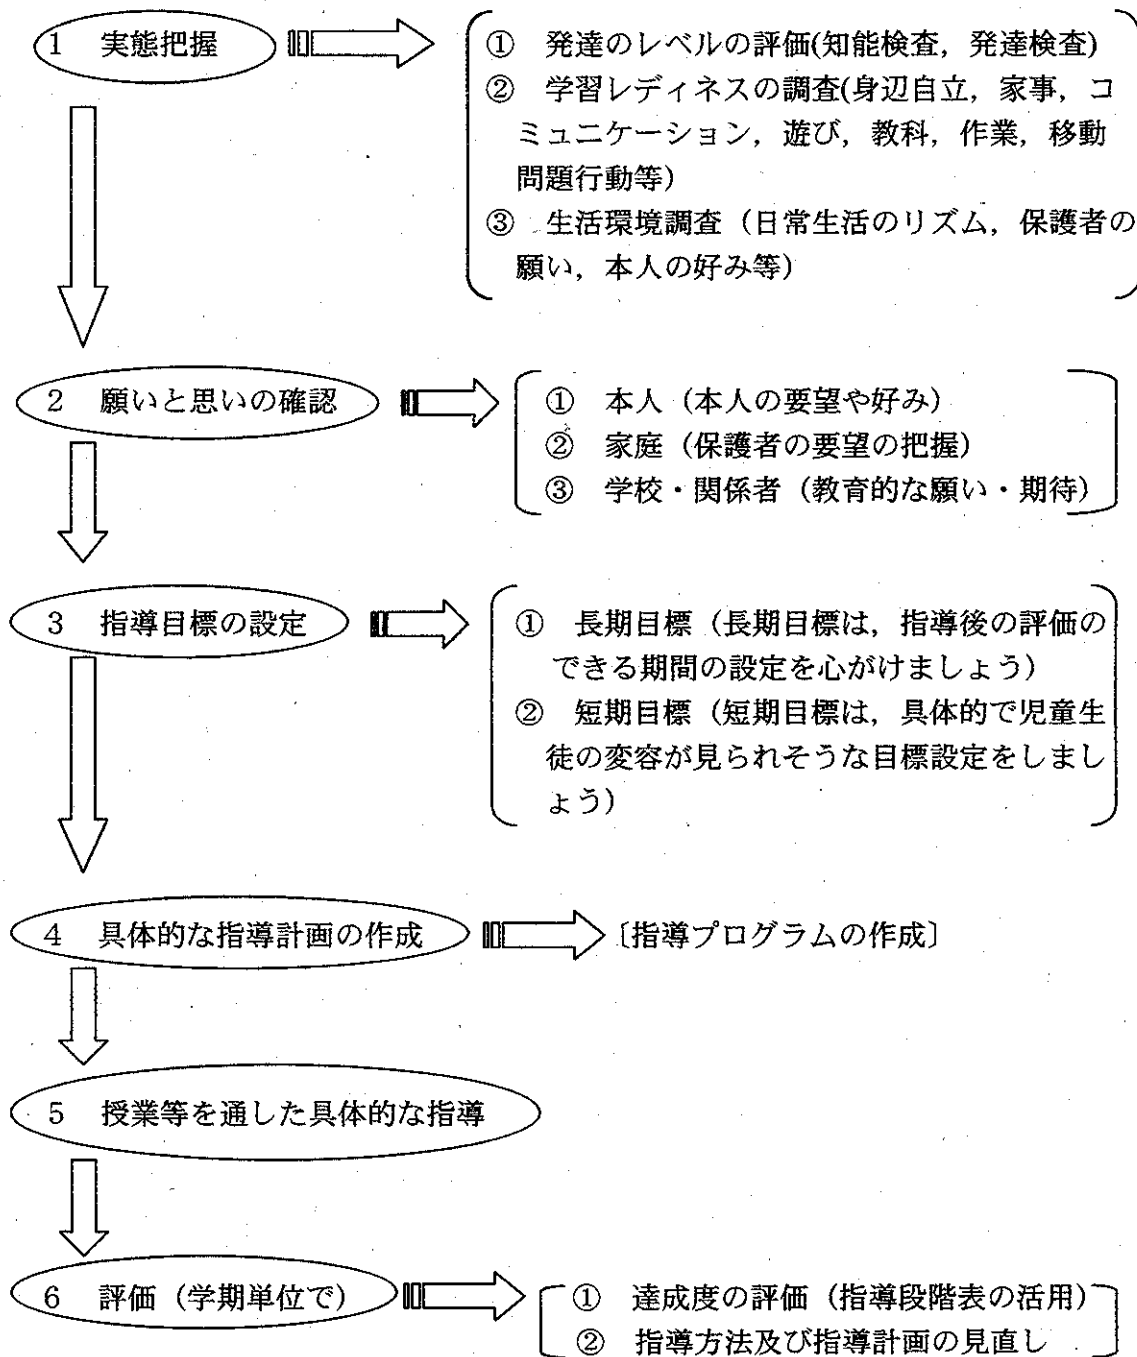 1 実態把握
① 発達のレベルの評価(知能検査，発達検査)
② 学習レディネスの調査(身辺自立，家事，コ
ミュニケーション，遊び，教科，作業，移動
問題行動等)
③ 生活環境調査（日常生活のリズム，保護者の
願い，本人の好み等）
2 願いと思いの確認
① 本人（本人の要望や好み）
② 家庭（保護者の要望の把握）
③ 学校・関係者（教育的な願い・期待）
3 指導目標の設定
① 長期目標（長期目標は，指導後の評価の
できる期間の設定を心がけましょう）
② 短期目標（短期目標は，具体的で児童生
徒の変容が見られそうな目標設定をしまし
ょう）
4 具体的な指導計画の作成
〔指導プログラムの作成〕
5 授業等を通した具体的な指導
6 評価（学期単位で）
① 達成度の評価（指導段階表の活用）
② 指導方法及び指導計画の見直し